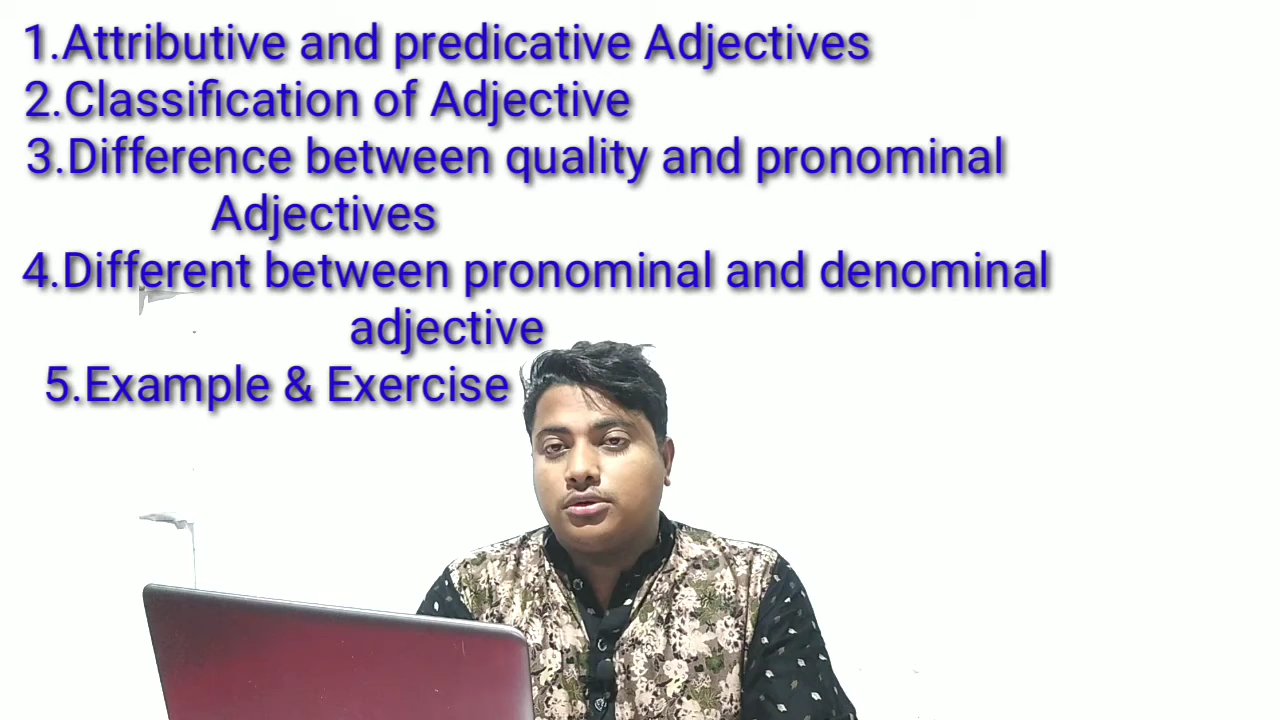 1.Attributive and predicative Adjectives
2.Classification of Adjective
3.Difference between quality and pronominal
Adjectives
4.Different between pronominal and denominal
adjective
5.Example & Exercise